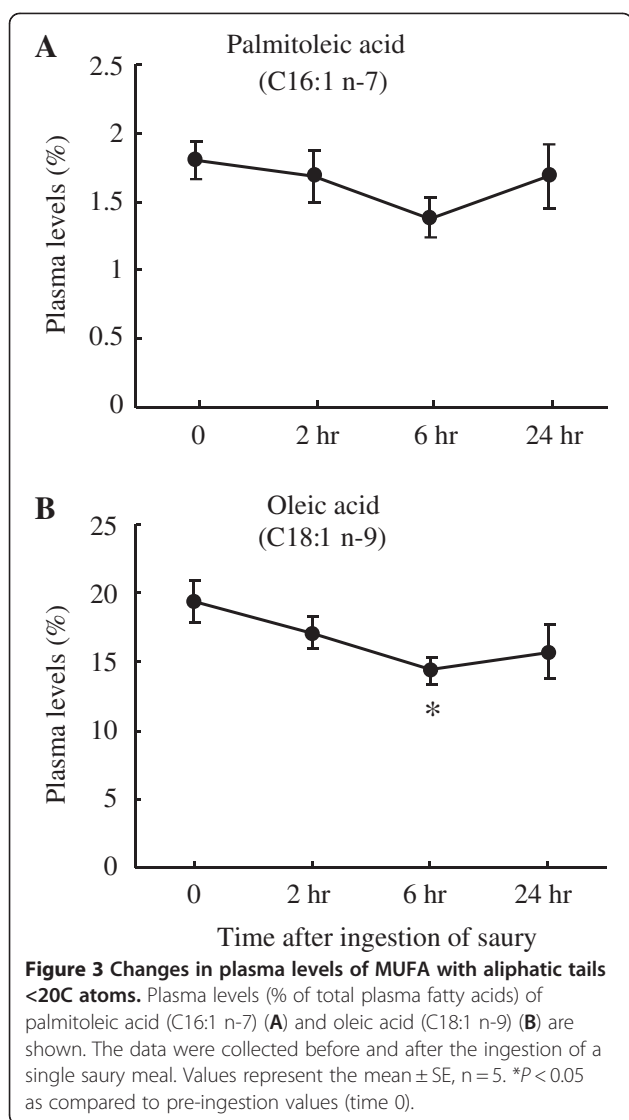 A
Palmitoleic acid
(C16:1 n-7)
2.5
2
1.5
1
0.5
0
Plasma levels (%)
0 2 hr 6 hr 24 hr
B
Oleic acid
(C18:1 n-9)
25
20
15
10
5
0
Plasma levels (%)
*
0 2 hr 6 hr 24 hr
Time after ingestion of saury
Figure 3 Changes in plasma levels of MUFA with aliphatic tails
<20C atoms. Plasma levels (% of total plasma fatty acids) of
palmitoleic acid (C16:1 n-7) (A) and oleic acid (C18:1 n-9) (B) are
shown. The data were collected before and after the ingestion of a
single saury meal. Values represent the mean ± SE, n = 5. *P < 0.05
as compared to pre-ingestion values (time 0).